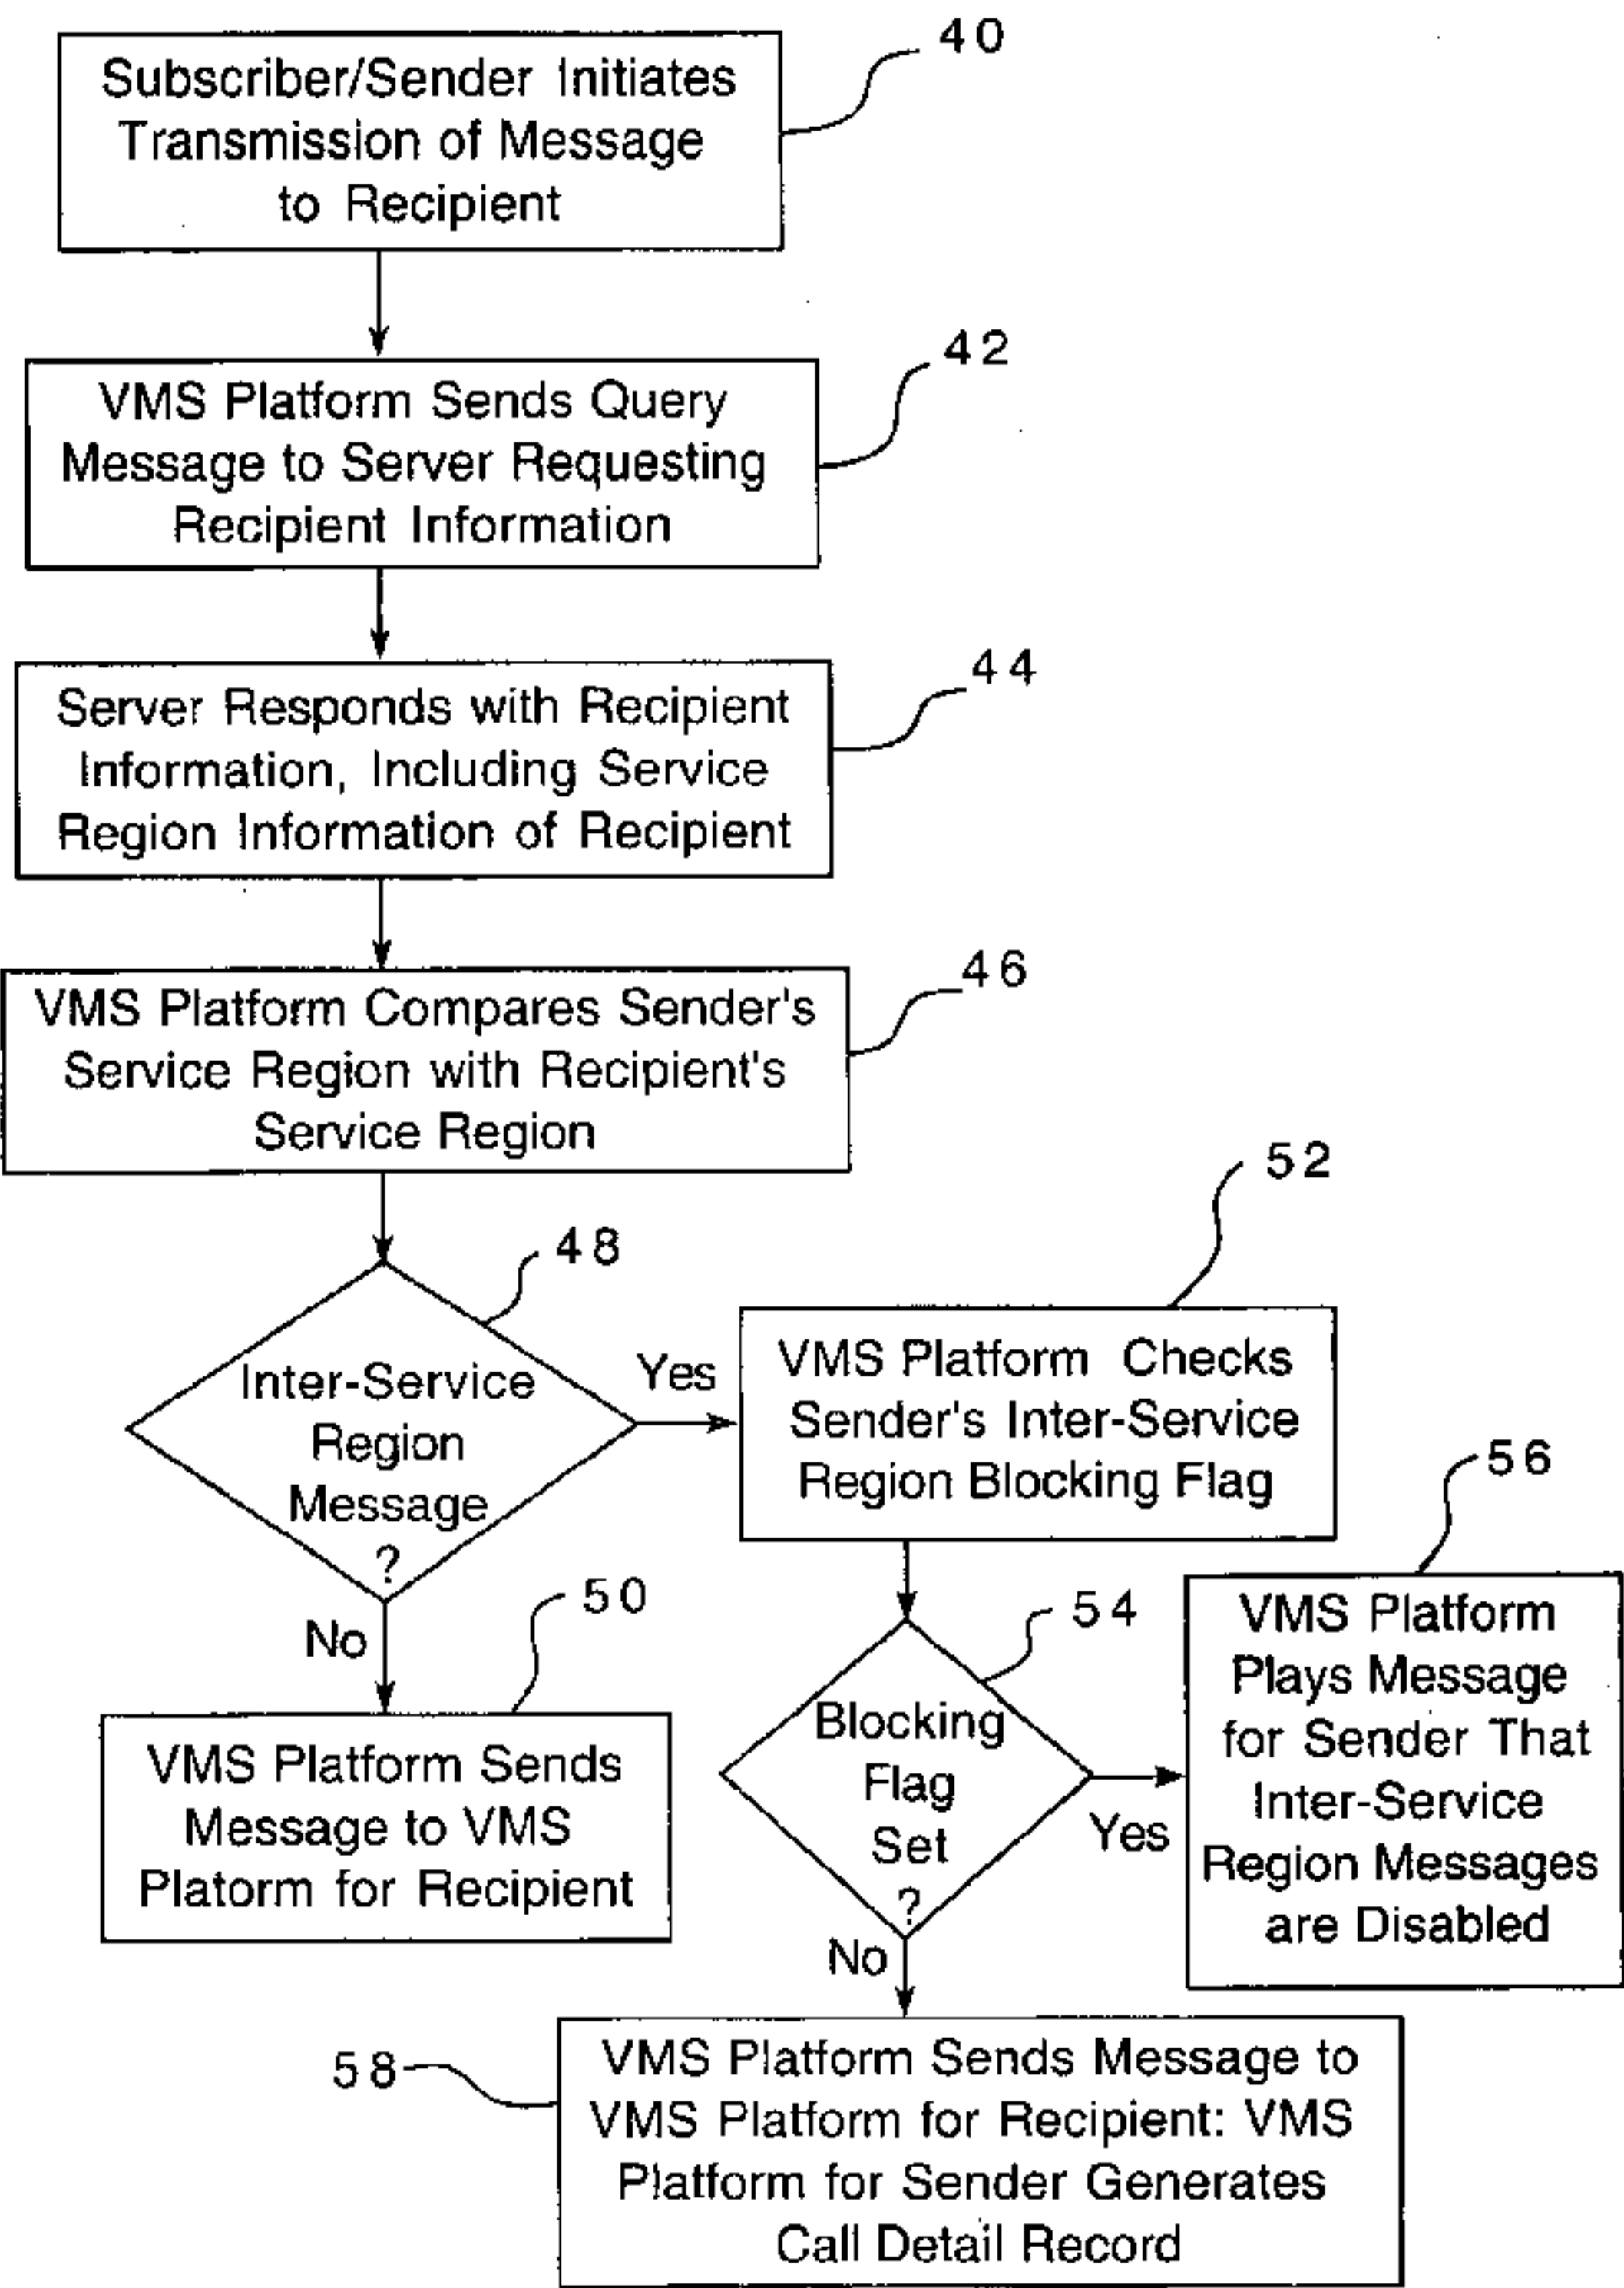 40
Subscriber/Sender Initiates
Transmission of Message
to Recipient
42
VMS Platform Sends Query
Message to Server Requesting
Recipient Information
44
Server Responds with Recipient
Information, Including Service
Region Information of Recipient
46
VMS Platform Compares Sender's
Service Region with Recipient's
Service Region
48
Inter-Service
Region
Message
?
Yes
No
52
VMS Platform Checks
Sender's Inter-Service
Region Blocking Flag
50
VMS Platform Sends
Message to VMS
Platorm for Recipient
54
Blocking
Flag
Set
?
Yes
No
56
VMS Platform
Plays Message
for Sender That
Inter-Service
Region Messages
are Disabled
58
VMS Platform Sends Message to
VMS Platform for Recipient: VMS
Platform for Sender Generates
Call Detail Record